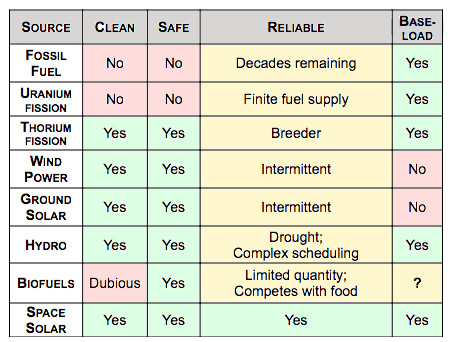 SOURCE CLEAN SAFE RELIABLE BASE-LOAD
FOSSIL FUEL No No Decades remaining Yes
URANIUM FISSION No No Finite fuel supply Yes
THORIUM FISSION Yes Yes Breeder Yes
WIND POWER Yes Yes Intermittent No
GROUND SOLAR Yes Yes Intermittent No
HYDRO Yes Yes Drought; Complex scheduling Yes
BIOFUELS Dubious Yes Limited quantity; Competes with food ?
SPACE SOLAR Yes Yes Yes Yes